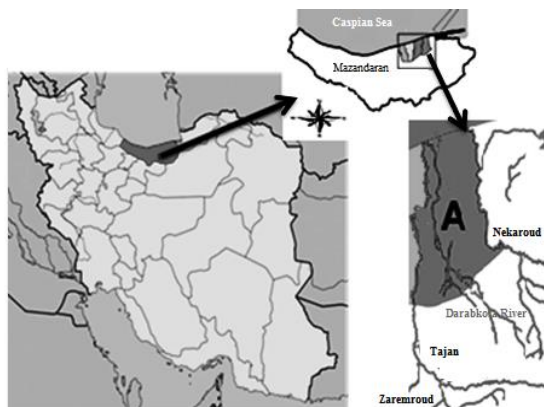 Caspian Sea
Mazandaran
A
Nekaroud
Darabkola River
Tajan
Zaremroud